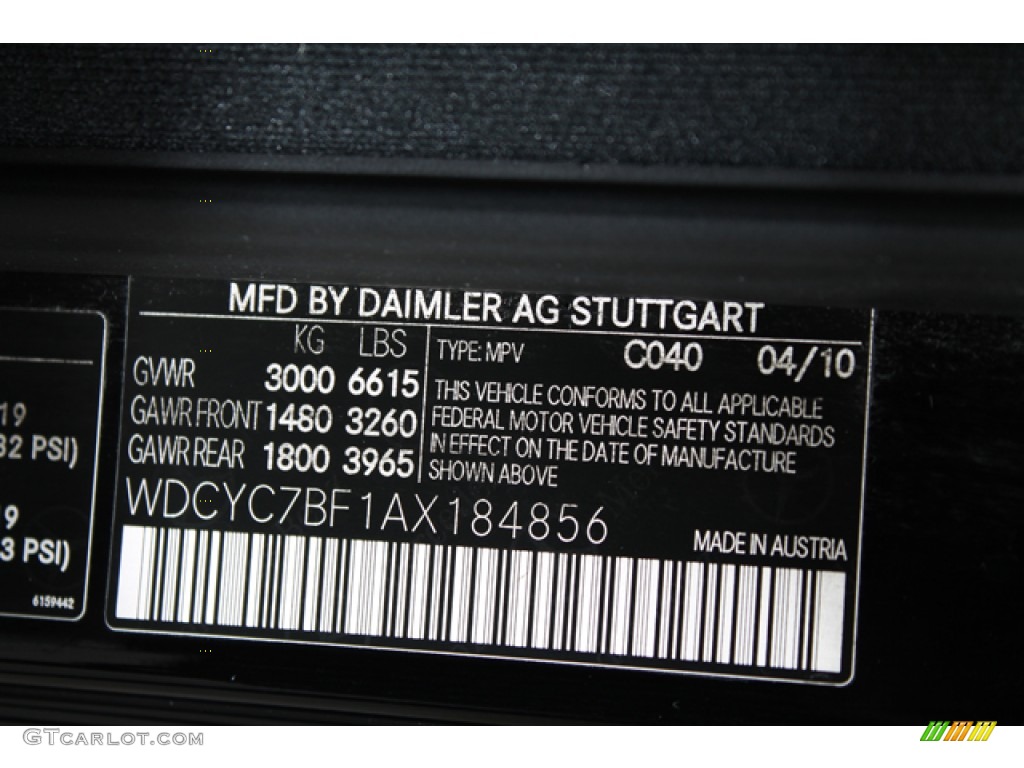 MFD BY DAIMLER AG STUTTGART
KG LBS
GVWR 3000 6615
GAWR FRONT 1480 3260
GAWR REAR 1800 3965
TYPE: MPV C040 04/10
THIS VEHICLE CONFORMS TO ALL APPLICABLE
FEDERAL MOTOR VEHICLE SAFETY STANDARDS
IN EFFECT ON THE DATE OF MANUFACTURE
SHOWN ABOVE
WDCYC7BF1AX184856
MADE IN AUSTRIA
19
32 PSI)
9
3 PSI)
6159442
GTCARLOT.COM